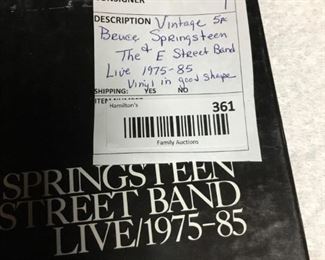 DESCRIPTION Vintage
Bruce Springsteen
& The E Street Band
Live 1975-85
Vinyl in good shape
SHIPPING: YES NO
Hamilton's 361
Family Auctions
SPRINGSTEEN
STREET BAND
LIVE/1975-85